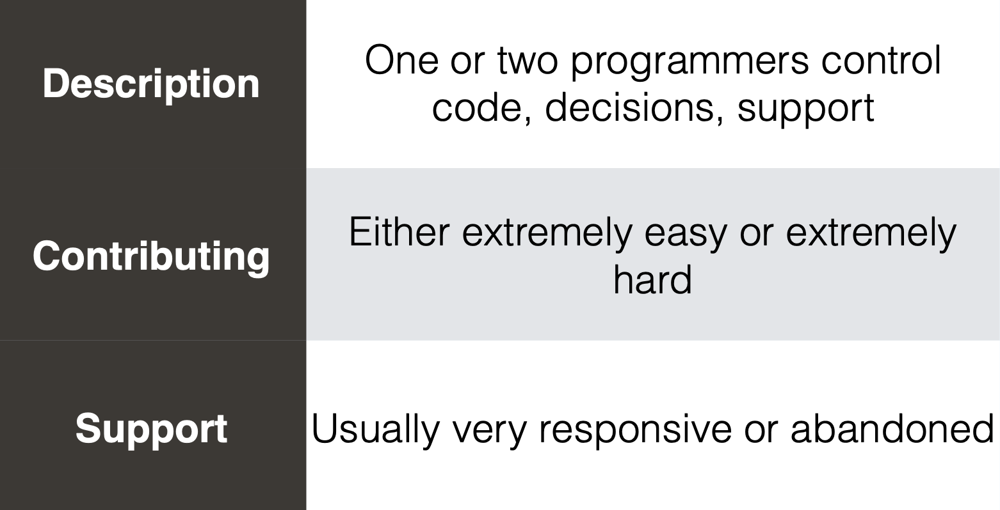 Description
One or two programmers control
code, decisions, support
Contributing
Either extremely easy or extremely
hard
Support
Usually very responsive or abandoned